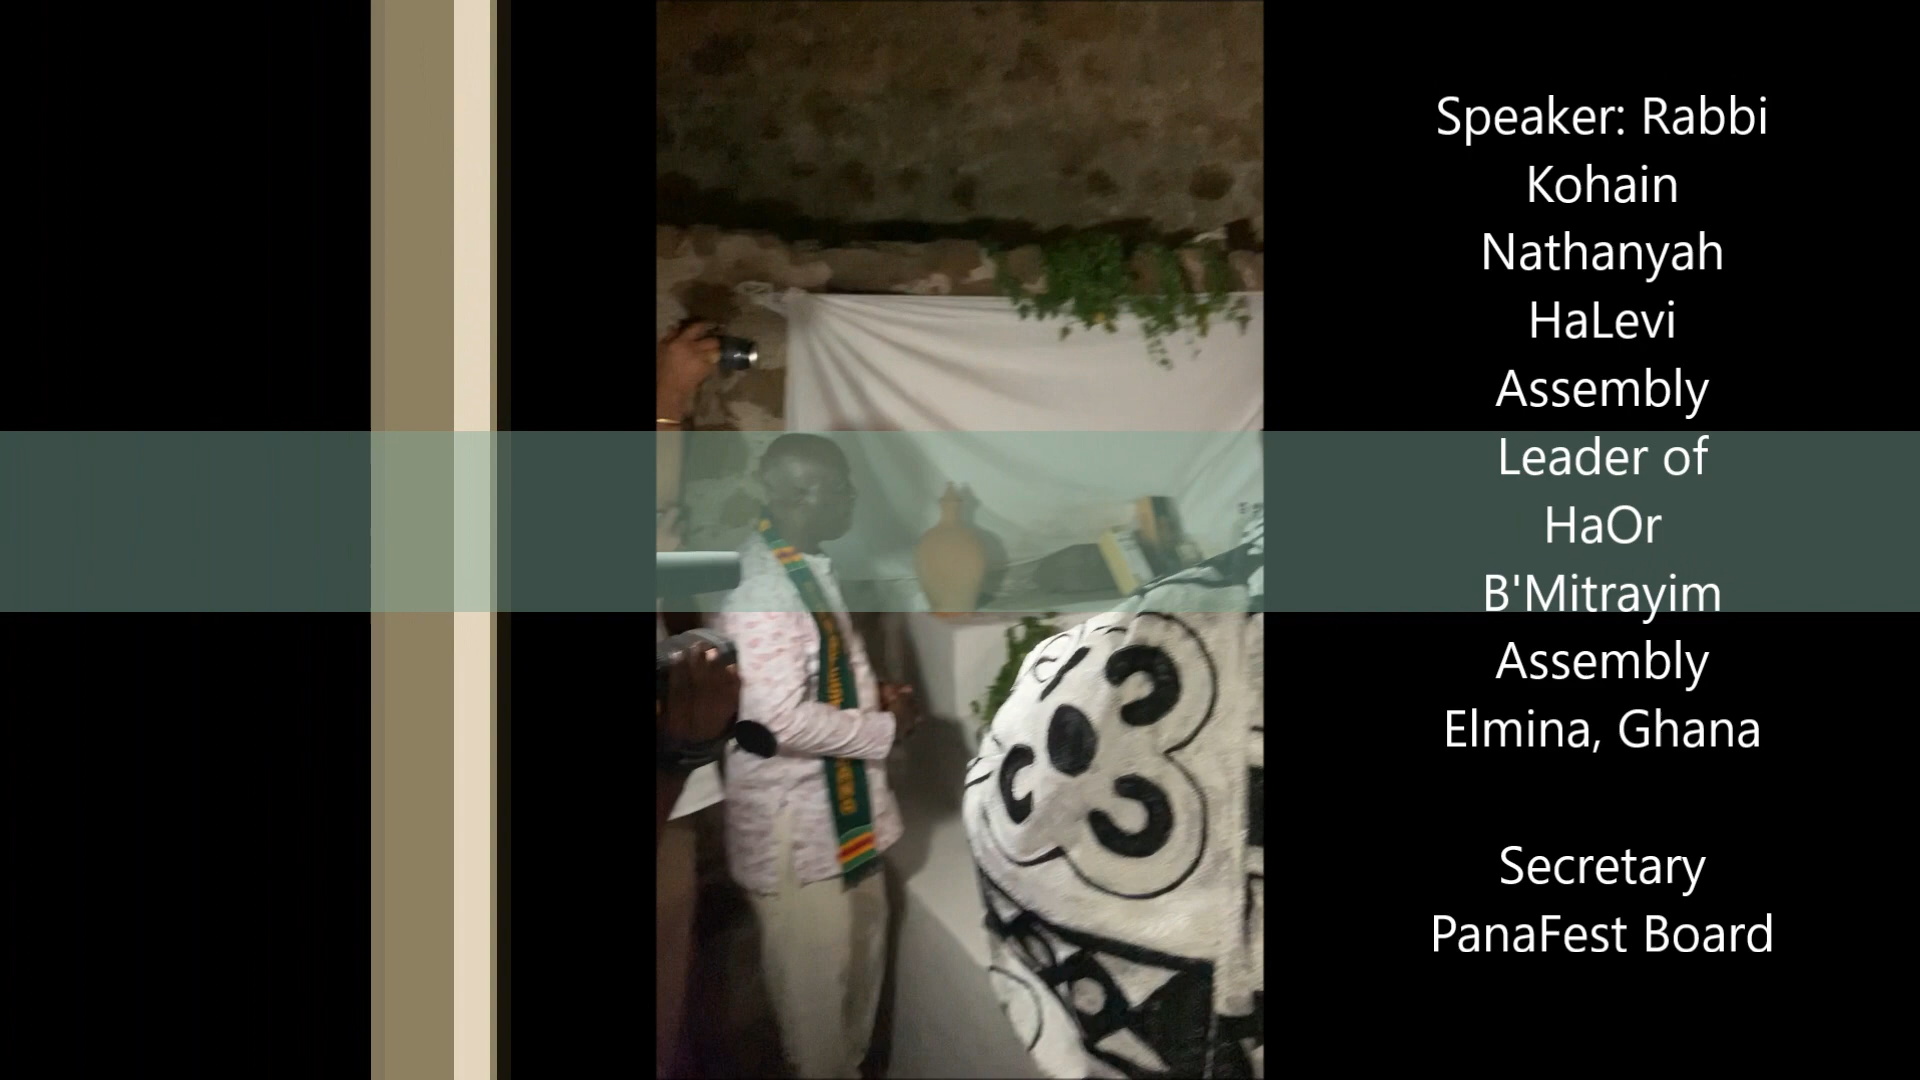 Speaker: Rabbi
Kohain
Nathanyah
HaLevi
Assembly
Leader of
HaOr
B'Mitrayim
Assembly
Elmina, Ghana
Secretary
PanaFest Board